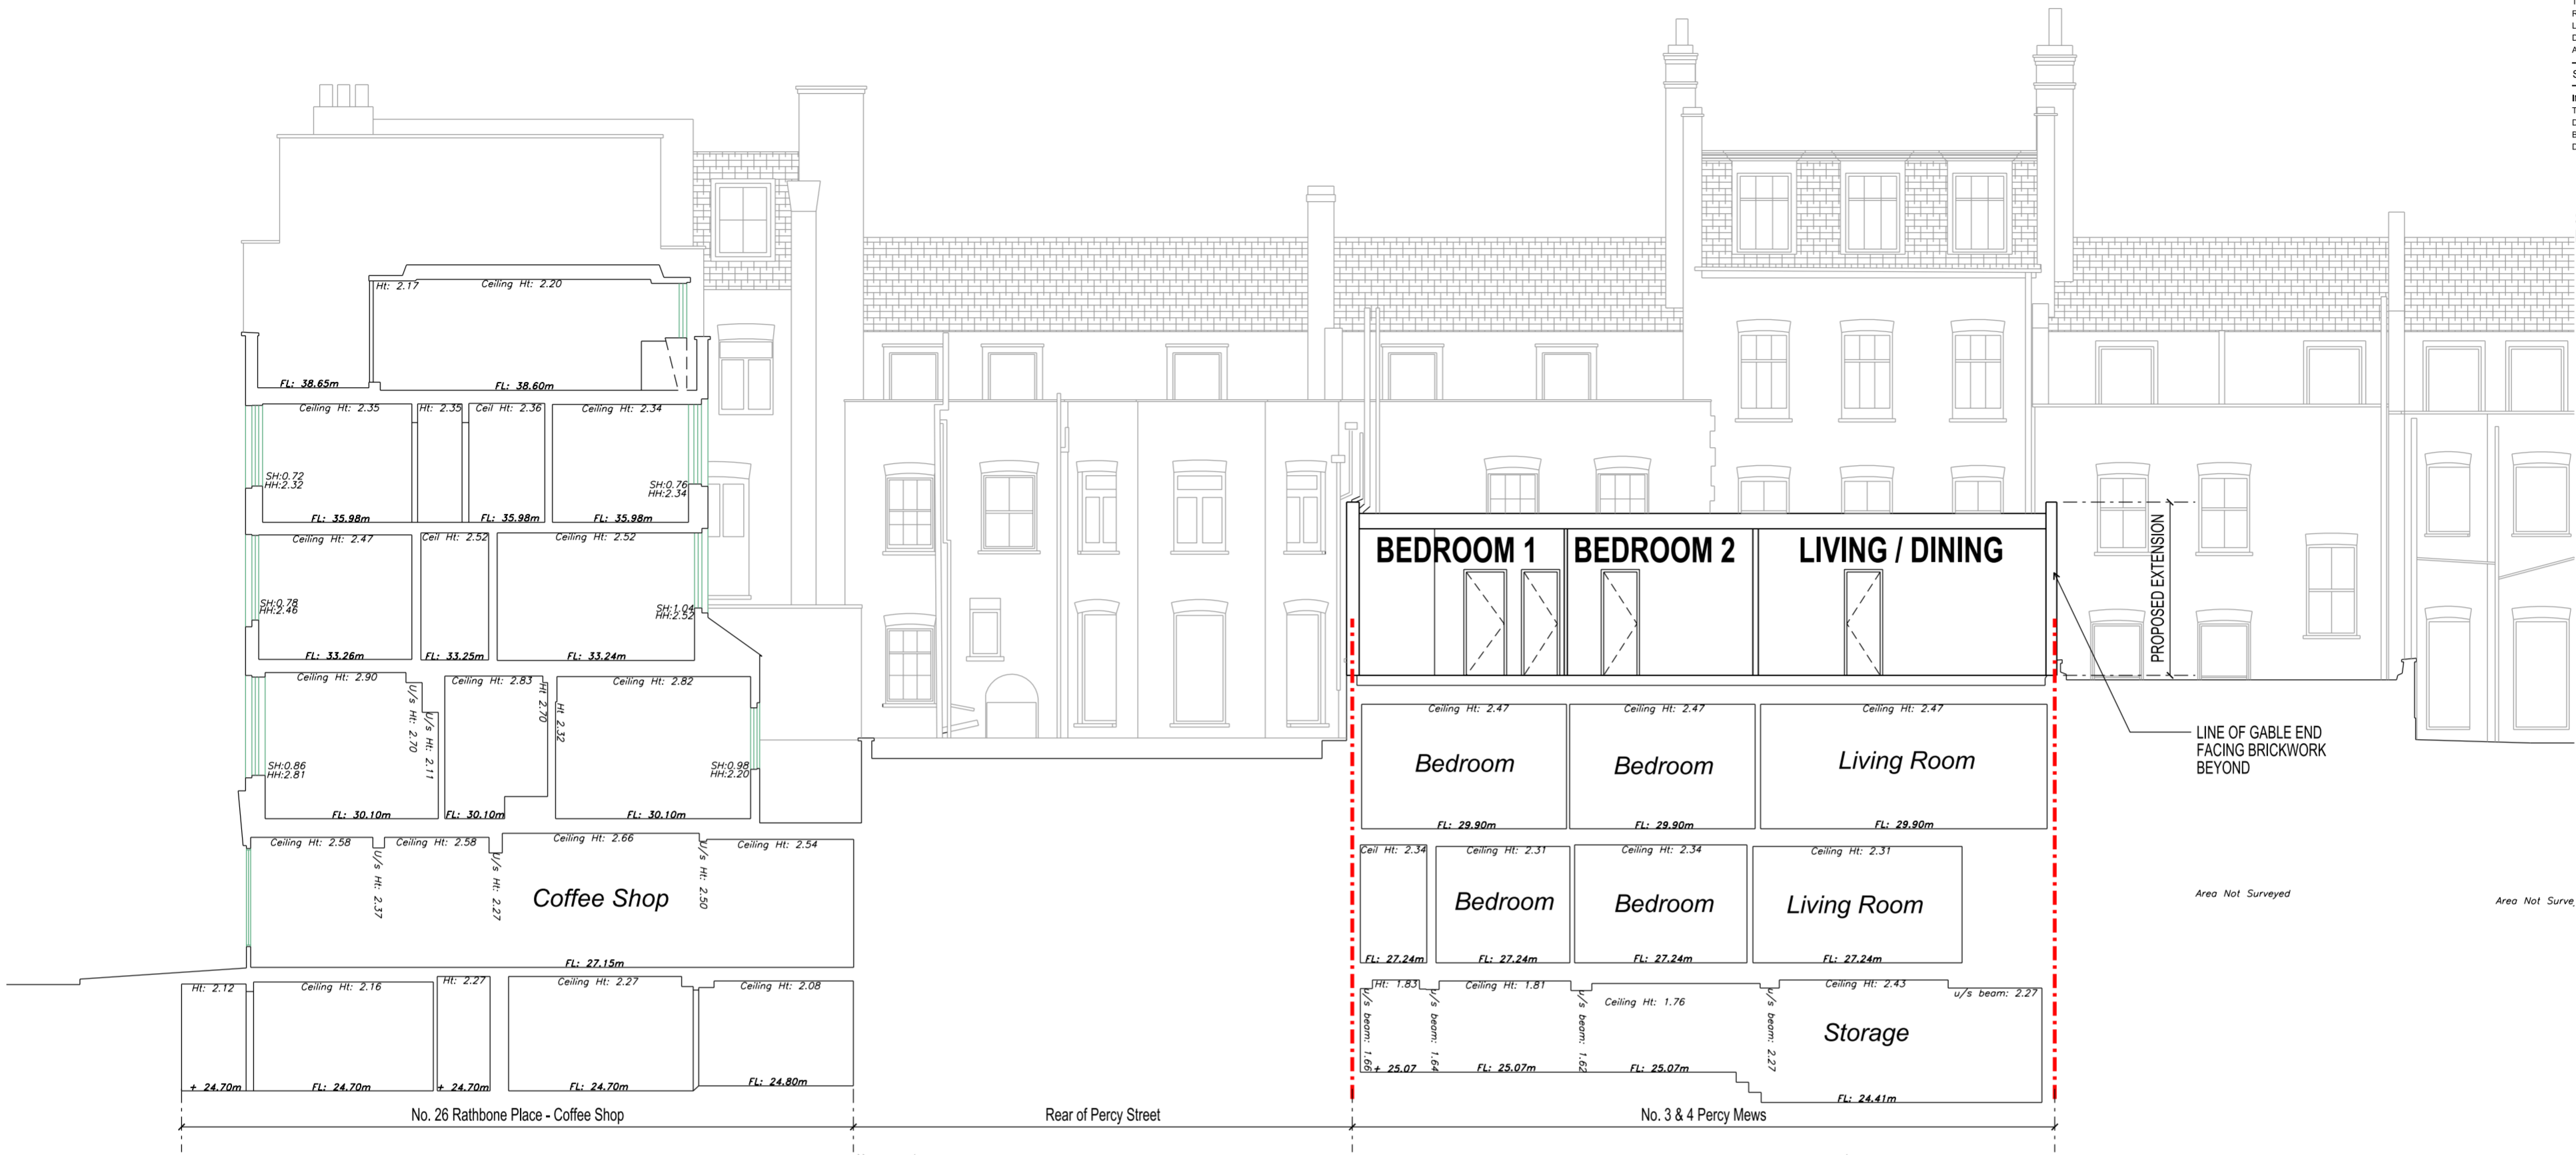 Ht: 2.17
Ceiling Ht: 2.20
FL: 38.65m
FL: 38.60m
Ceiling Ht: 2.35
Ht: 2.35
Ceil Ht: 2.36
Ceiling Ht: 2.34
SH:0.72
HH:2.32
SH:0.76
HH:2.34
FL: 35.98m
FL: 35.98m
FL: 35.98m
Ceiling Ht: 2.47
Ceil Ht: 2.52
Ceiling Ht: 2.52
SH:0.78
HH:2.46
SH:1.04
HH:2.52
FL: 33.26m
FL: 33.25m
FL: 33.24m
Ceiling Ht: 2.90
U/s Ht: 2.70
U/s Ht: 2.11
Ceiling Ht: 2.83
Ht 2.70
Ht 2.32
Ceiling Ht: 2.82
SH:0.86
HH:2.81
SH:0.98
HH:2.20
FL: 30.10m
FL: 30.10m
FL: 30.10m
Ceiling Ht: 2.58
U/s Ht: 2.37
Ceiling Ht: 2.58
U/s Ht: 2.27
Ceiling Ht: 2.66
U/s Ht: 2.50
Ceiling Ht: 2.54
Coffee Shop
FL: 27.15m
Ht: 2.12
Ceiling Ht: 2.16
Ht: 2.27
Ceiling Ht: 2.27
Ceiling Ht: 2.08
+ 24.70m
FL: 24.70m
+ 24.70m
FL: 24.70m
FL: 24.80m
No. 26 Rathbone Place - Coffee Shop
Rear of Percy Street
BEDROOM 1
BEDROOM 2
LIVING / DINING
PROPOSED EXTENSION
LINE OF GABLE END
FACING BRICKWORK
BEYOND
Ceiling Ht: 2.47
Ceiling Ht: 2.47
Ceiling Ht: 2.47
Bedroom
Bedroom
Living Room
FL: 29.90m
FL: 29.90m
FL: 29.90m
Ceil Ht: 2.34
Ceiling Ht: 2.31
Ceiling Ht: 2.34
Ceiling Ht: 2.31
Bedroom
Bedroom
Living Room
FL: 27.24m
FL: 27.24m
FL: 27.24m
FL: 27.24m
Area Not Surveyed
Area Not Surve
u/s beam: 1.66
Ht: 1.83
u/s beam: 1.64
Ceiling Ht: 1.81
u/s beam: 1.62
Ceiling Ht: 1.76
u/s beam: 2.27
Ceiling Ht: 2.43
u/s beam: 2.27
Storage
+ 25.07
FL: 25.07m
FL: 25.07m
FL: 24.41m
No. 3 & 4 Percy Mews